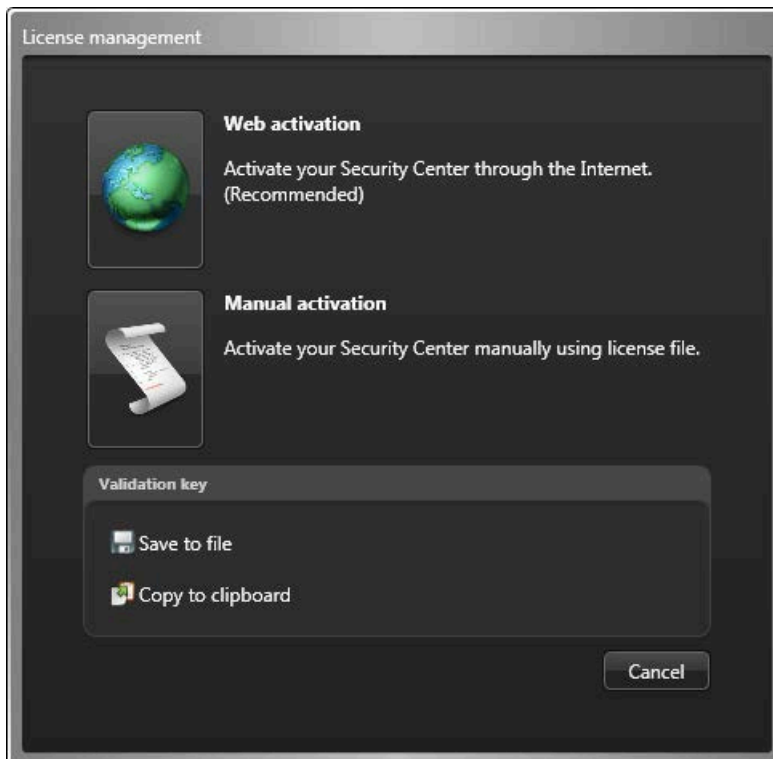 License management
Web activation
Activate your Security Center through the Internet.
(Recommended)
Manual activation
Activate your Security Center manually using license file.
Validation key
Save to file
Copy to clipboard
Cancel